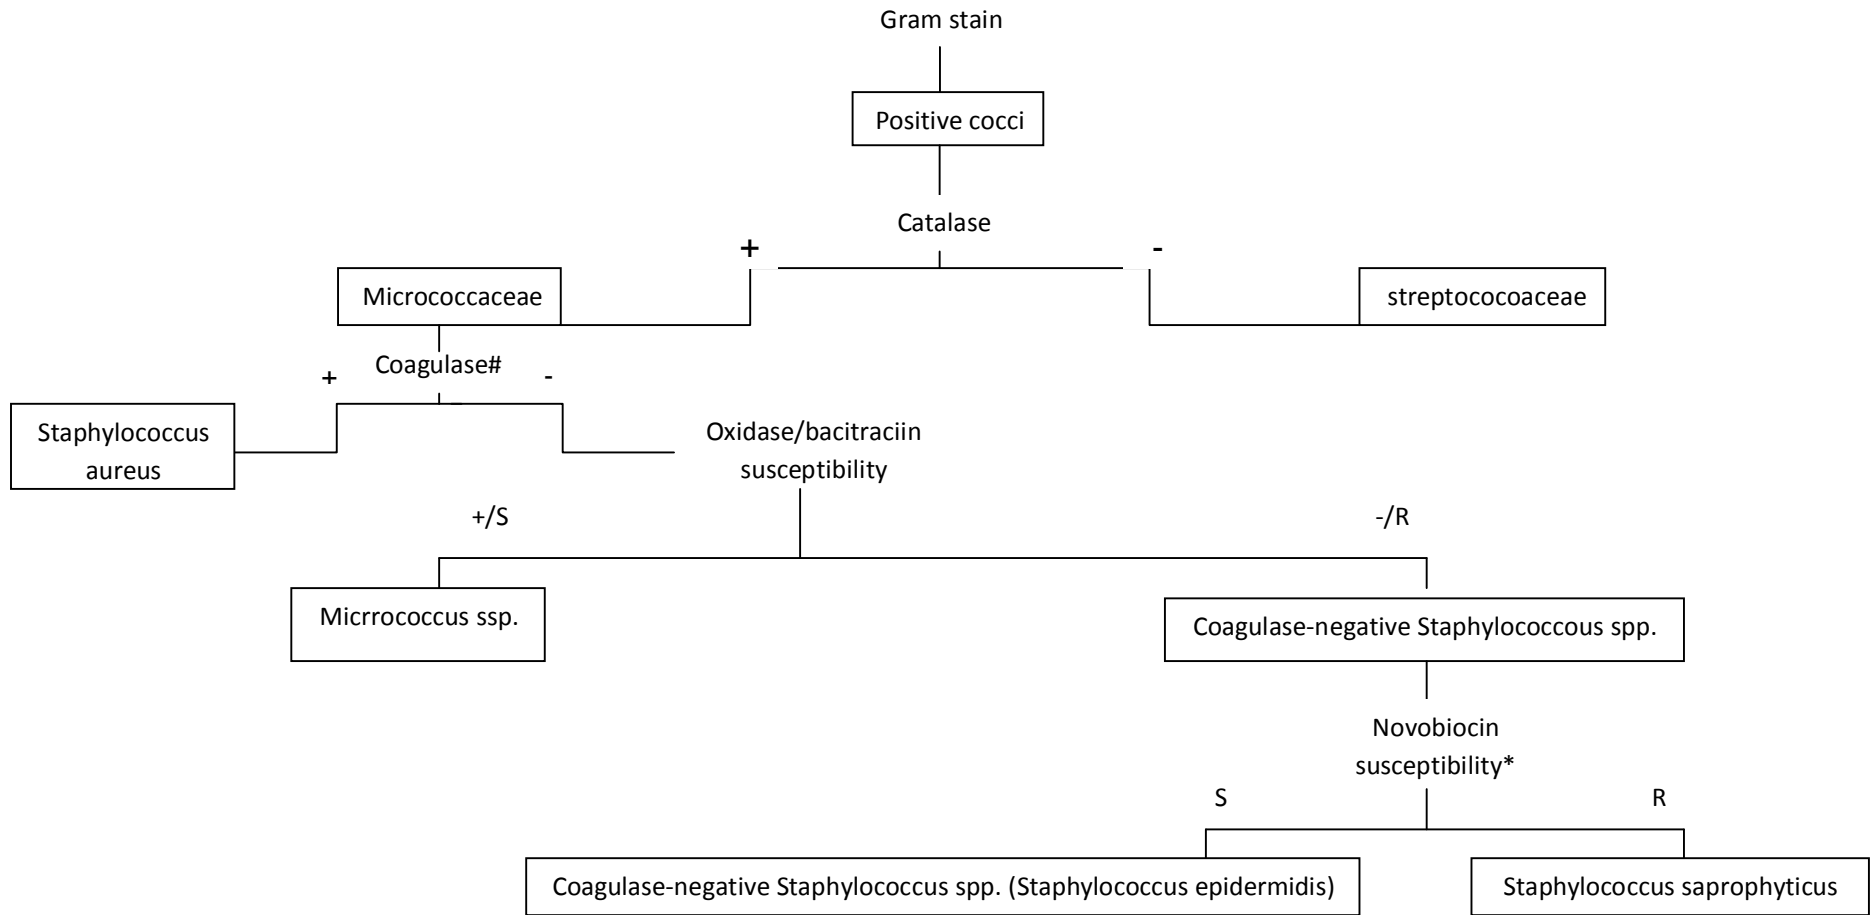 Gram stain
Positive cocci
Catalase
+
-
Micrococcaceae
streptococoaceae
Coagulase#
+
-
Staphylococcus
aureus
Oxidase/bacitraciin
susceptibility
+/S
-/R
Micrrococcus ssp.
Coagulase-negative Staphylococcous spp.
Novobiocin
susceptibility*
S
R
Coagulase-negative Staphylococcus spp. (Staphylococcus epidermidis)
Staphylococcus saprophyticus